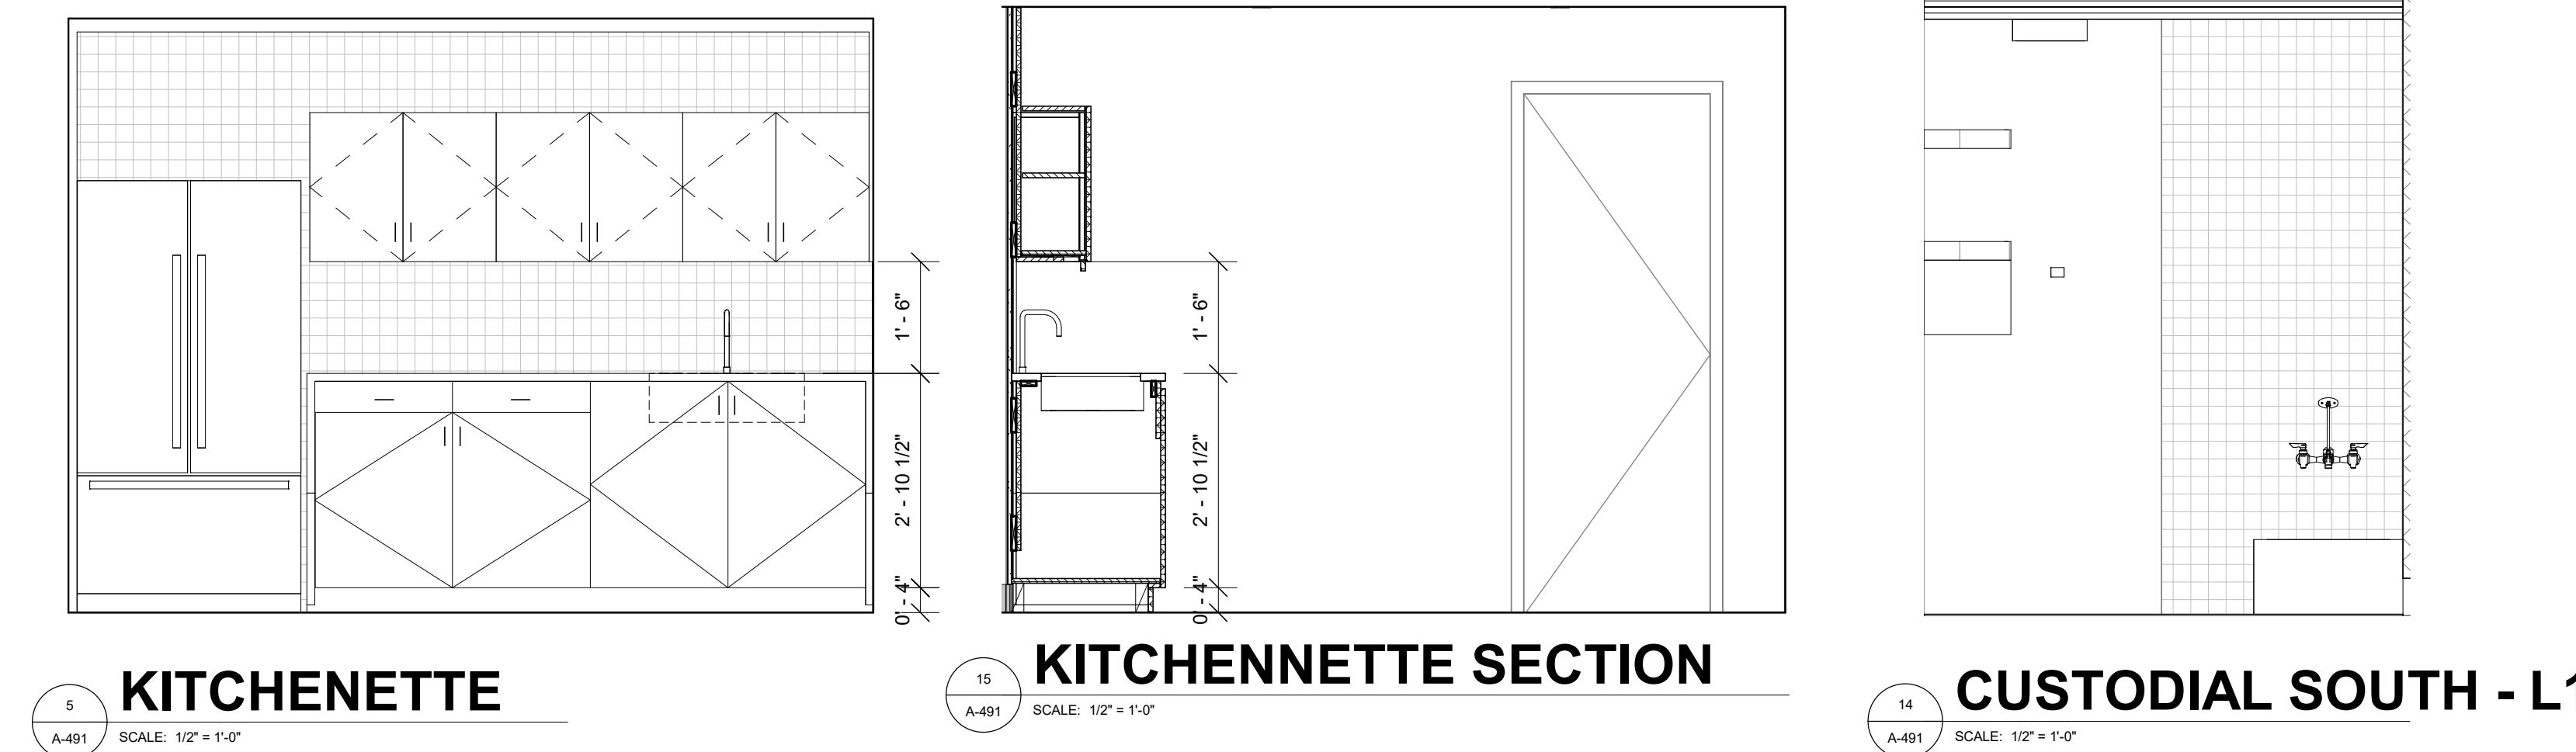 1' - 6"
2' - 10 1/2"
0' - 4"
1' - 6"
2' - 10 1/2"
0' - 4"
5
A-491
KITCHENETTE
SCALE: 1/2" = 1'-0"
15
A-491
KITCHENNETTE SECTION
SCALE: 1/2" = 1'-0"
14
A-491
CUSTODIAL SOUTH - L1
SCALE: 1/2" = 1'-0"